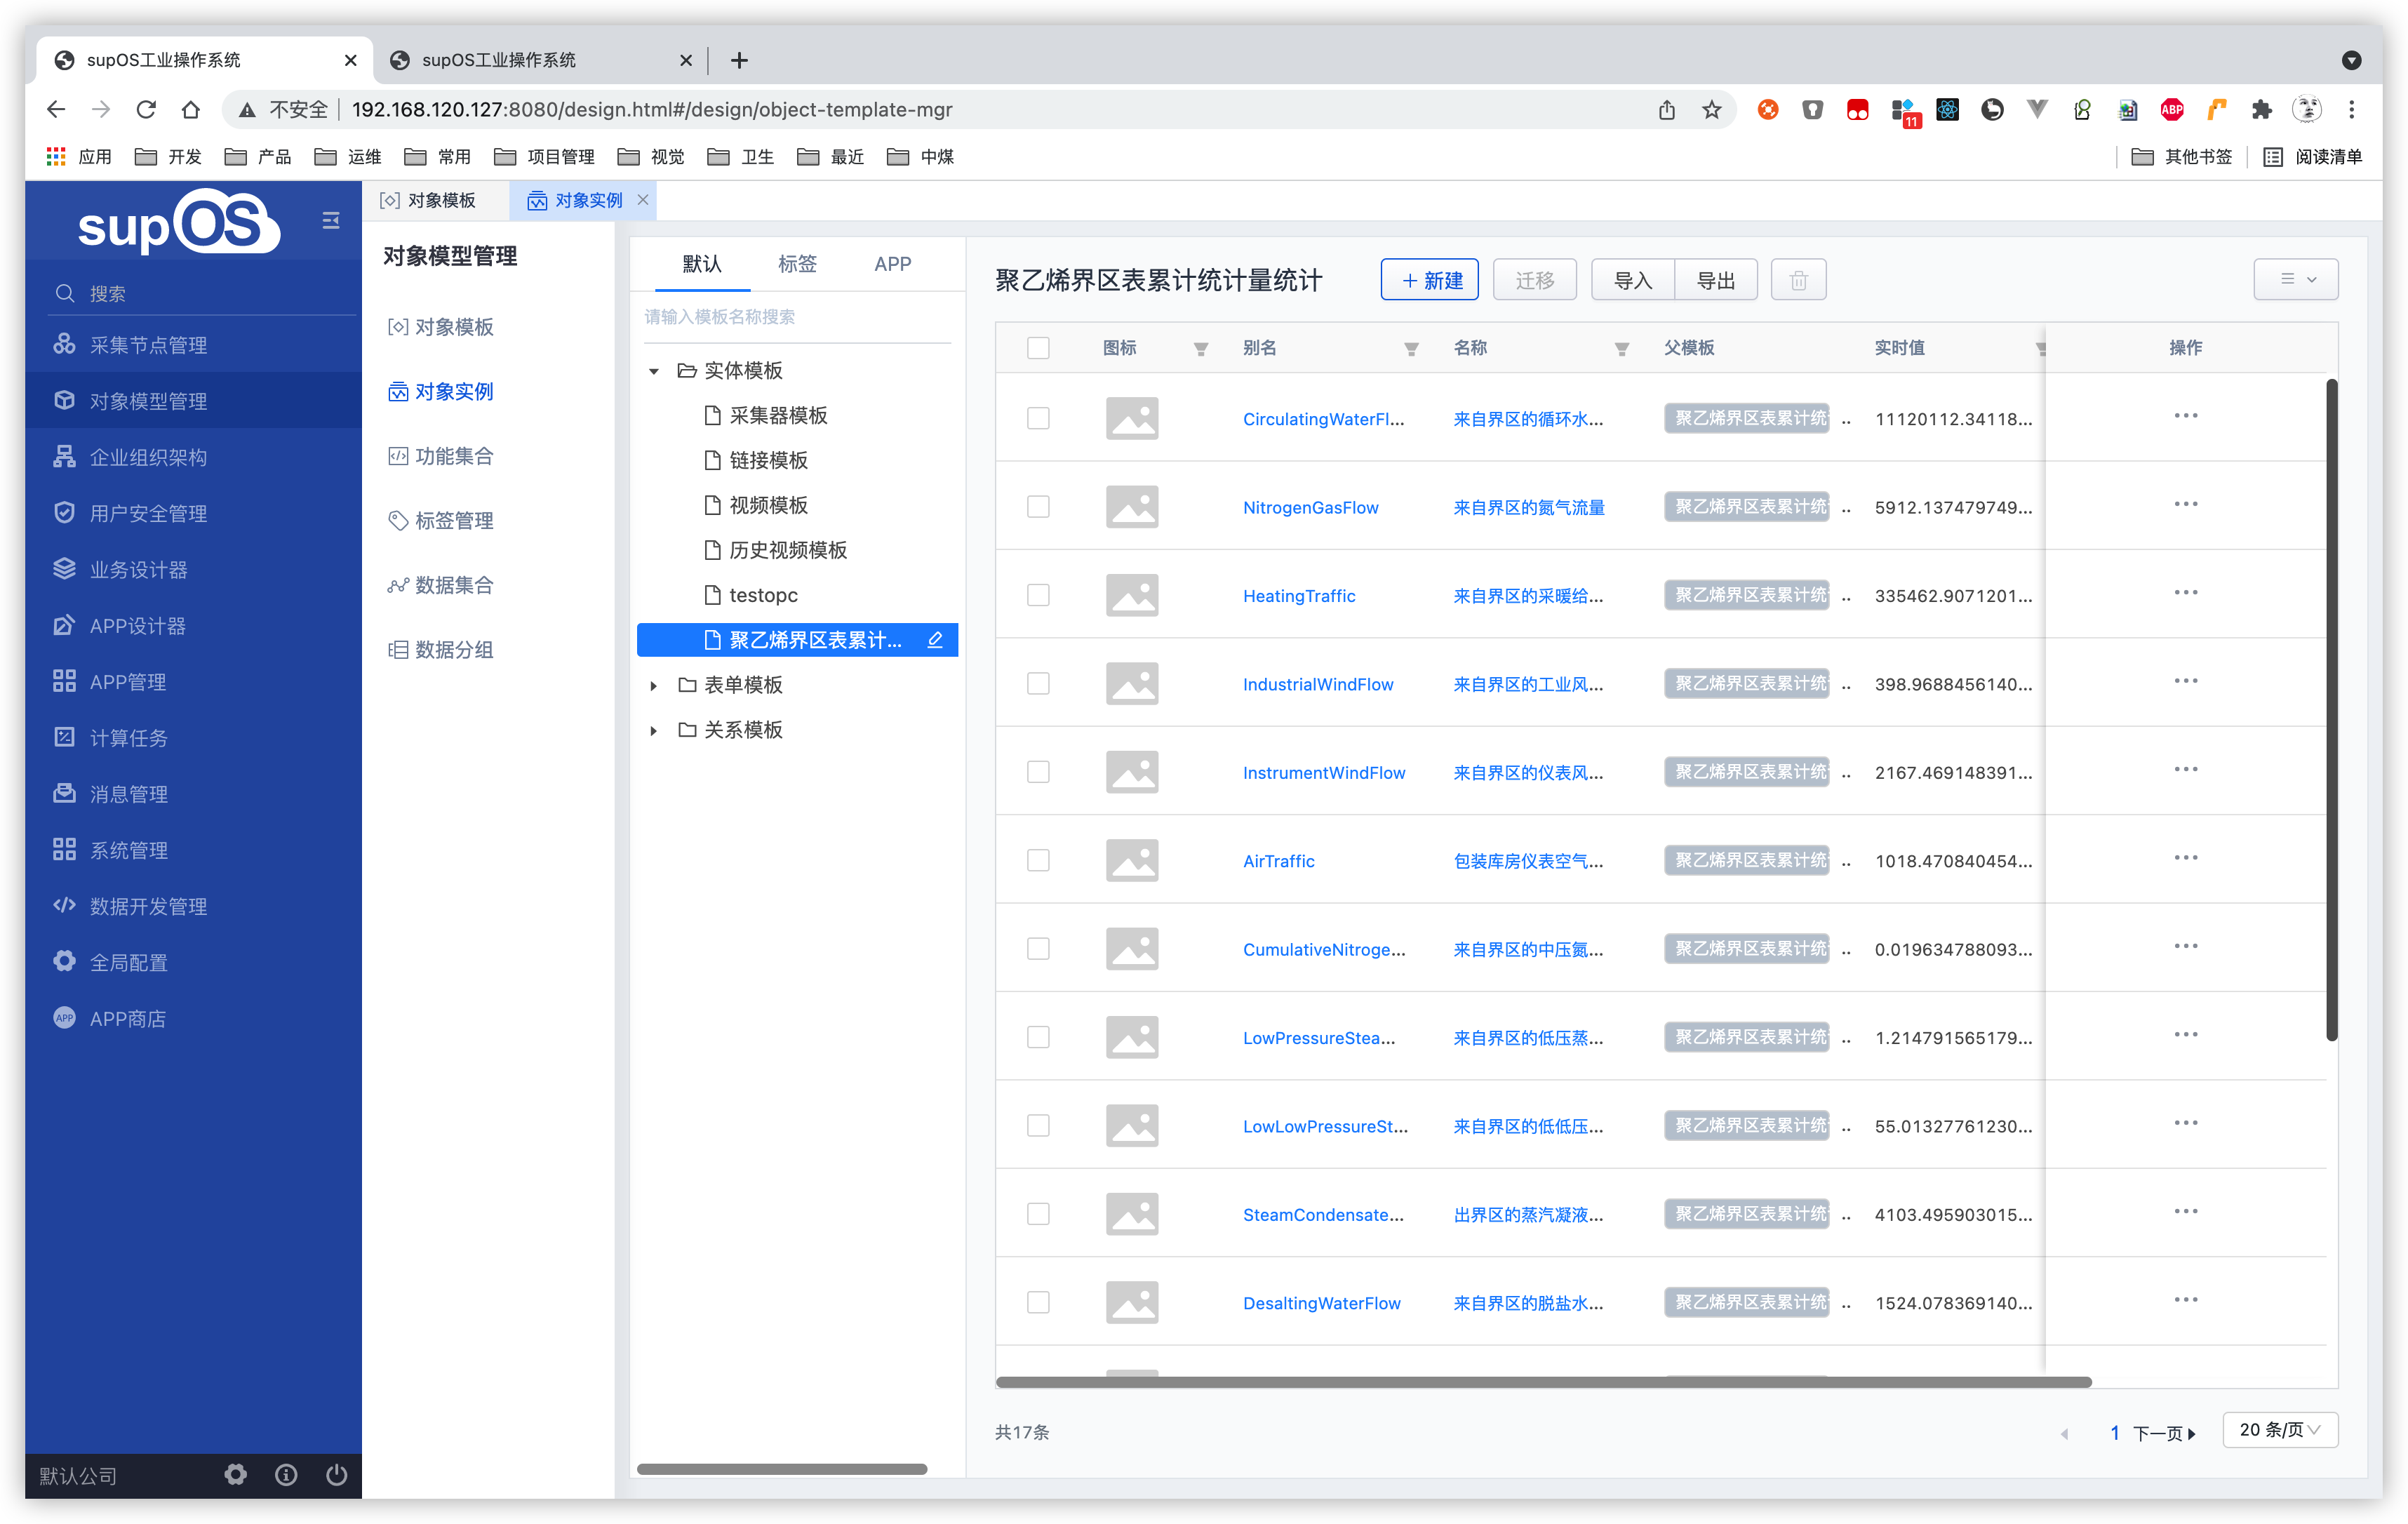 supOS工业操作系统
supOS工业操作系统
不安全
192.168.120.127:8080/design.html#/design/object-template-mgr
11
ABP
应用
开发
产品
运维
常用
项目管理
视觉
卫生
最近
中煤
其他书签
阅读清单
supOS
搜索
采集节点管理
对象模型管理
企业组织架构
用户安全管理
业务设计器
APP设计器
APP管理
计算任务
消息管理
系统管理
数据开发管理
全局配置
APP
APP商店
默认公司
对象模板
对象实例
对象模型管理
对象模板
对象实例
功能集合
标签管理
数据集合
数据分组
默认
标签
APP
请输入模板名称搜索
实体模板
采集器模板
链接模板
视频模板
历史视频模板
testopc
聚乙烯界区表累计...
表单模板
关系模板
聚乙烯界区表累计统计量统计
新建
迁移
导入
导出
图标 别名 名称 父模板 实时值 操作
CirculatingWaterFl... 来自界区的循环水... 聚乙烯界区表累计统 .. 11120112.34118...
NitrogenGasFlow 来自界区的氮气流量 聚乙烯界区表累计统 .. 5912.137479749...
HeatingTraffic 来自界区的采暖给... 聚乙烯界区表累计统 .. 335462.9071201...
IndustrialWindFlow 来自界区的工业风... 聚乙烯界区表累计统 .. 398.9688456140...
InstrumentWindFlow 来自界区的仪表风... 聚乙烯界区表累计统 .. 2167.469148391...
AirTraffic 包装库房仪表空气... 聚乙烯界区表累计统 .. 1018.470840454...
CumulativeNitroge... 来自界区的中压氮... 聚乙烯界区表累计统 .. 0.019634788093...
LowPressureStea... 来自界区的低压蒸... 聚乙烯界区表累计统 .. 1.214791565179...
LowLowPressureSt... 来自界区的低低压... 聚乙烯界区表累计统 .. 55.01327761230...
SteamCondensate... 出界区的蒸汽凝液... 聚乙烯界区表累计统 .. 4103.495903015...
DesaltingWaterFlow 来自界区的脱盐水... 聚乙烯界区表累计统 .. 1524.078369140...
共17条
1 下一页
20 条/页